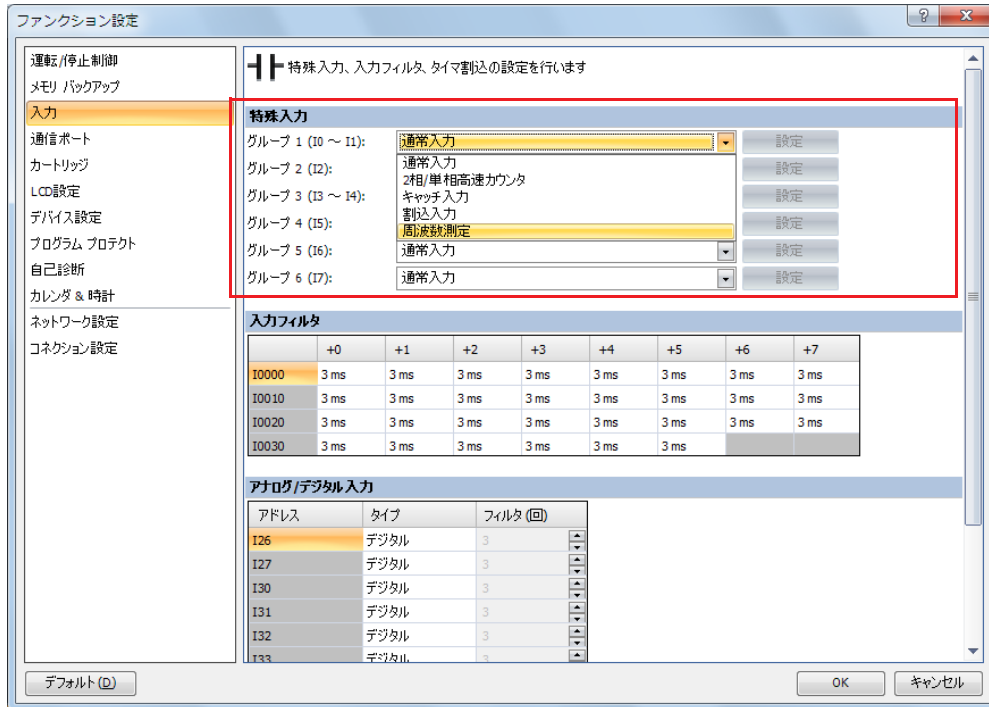 ファンクション設定
運転/停止制御
メモリ バックアップ
入力
通信ポート
カートリッジ
LCD設定
デバイス設定
プログラム プロテクト
自己診断
カレンダ & 時計
ネットワーク設定
コネクション設定
特殊入力、入力フィルタ、タイマ割込の設定を行います
特殊入力
グループ 1 (I0 ～ I1): 通常入力 設定
グループ 2 (I2): 設定
グループ 3 (I3 ～ I4): 設定
グループ 4 (I5): 設定
通常入力
2相/単相高速カウンタ
キャッチ入力
割込入力
周波数測定
グループ 5 (I6): 通常入力 設定
グループ 6 (I7): 通常入力 設定
入力フィルタ
+0 +1 +2 +3 +4 +5 +6 +7
I0000 3 ms 3 ms 3 ms 3 ms 3 ms 3 ms 3 ms 3 ms
I0010 3 ms 3 ms 3 ms 3 ms 3 ms 3 ms 3 ms 3 ms
I0020 3 ms 3 ms 3 ms 3 ms 3 ms 3 ms 3 ms 3 ms
I0030 3 ms 3 ms 3 ms 3 ms 3 ms 3 ms
アナログ/デジタル入力
アドレス タイプ フィルタ (回)
I26 デジタル 3
I27 デジタル 3
I30 デジタル 3
I31 デジタル 3
I32 デジタル 3
I33 デジタル 3
デフォルト(D) OK キャンセル